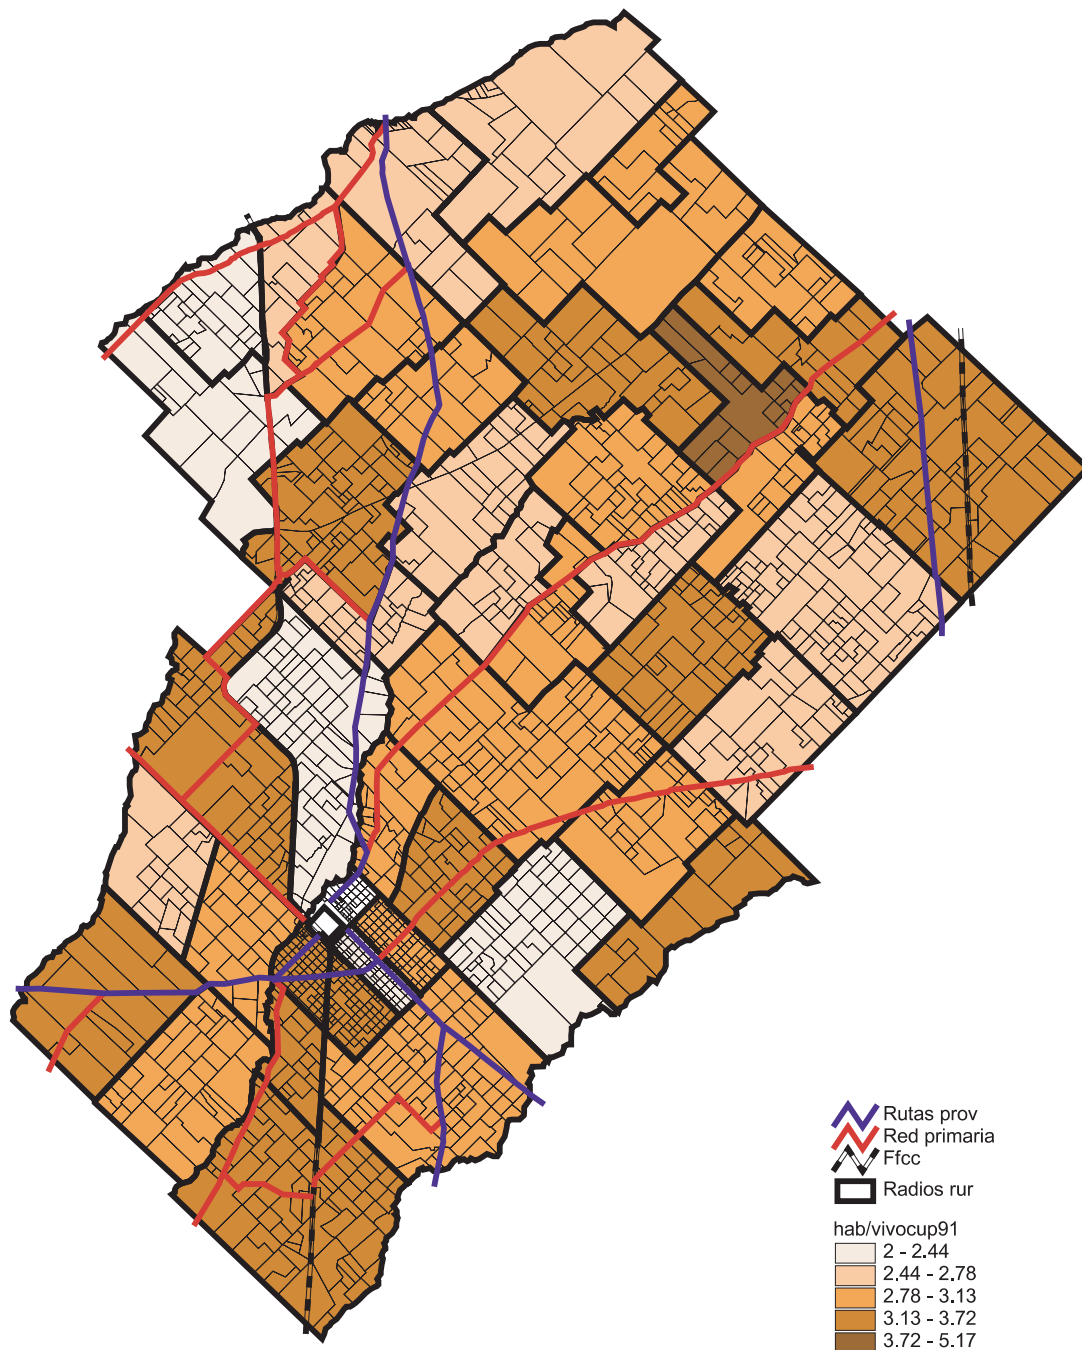 Rutas prov
Red primaria
Ffcc
Radios rur
hab/vivocup91
2 - 2.44
2.44 - 2.78
2.78 - 3.13
3.13 - 3.72
3.72 - 5.17